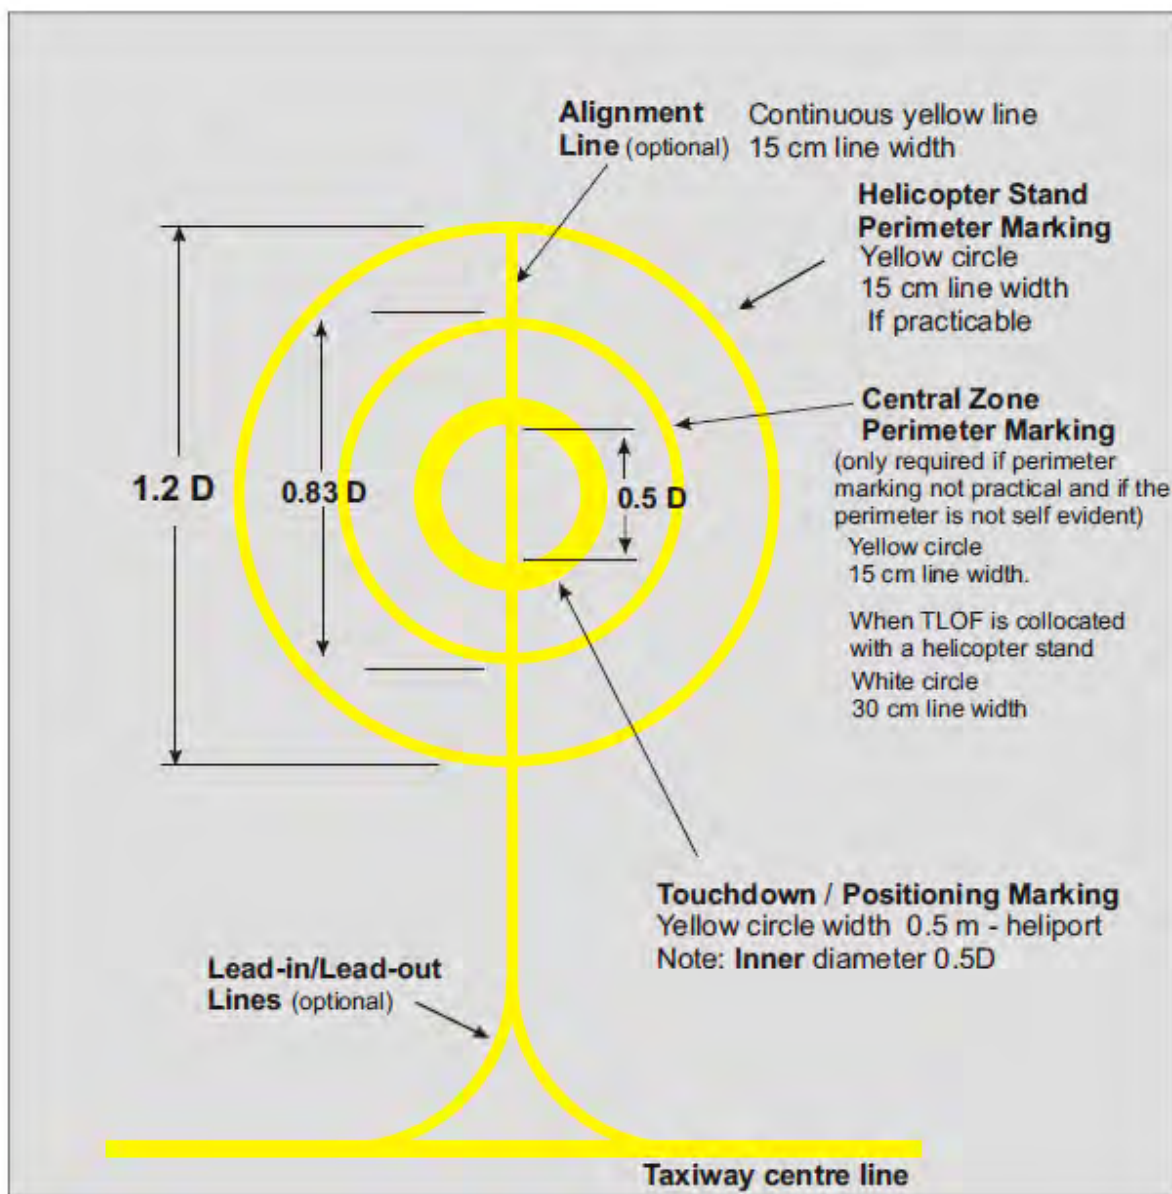 Alignment Continuous yellow line
Line (optional) 15 cm line width
Helicopter Stand
Perimeter Marking
Yellow circle
15 cm line width
If practicable
Central Zone
Perimeter Marking
(only required if perimeter
marking not practical and if the
perimeter is not self evident)
Yellow circle
15 cm line width.
When TLOF is collocated
with a helicopter stand
White circle
30 cm line width
1.2 D
0.83 D
0.5 D
Touchdown / Positioning Marking
Yellow circle width 0.5 m - heliport
Note: Inner diameter 0.5D
Lead-in/Lead-out
Lines (optional)
Taxiway centre line